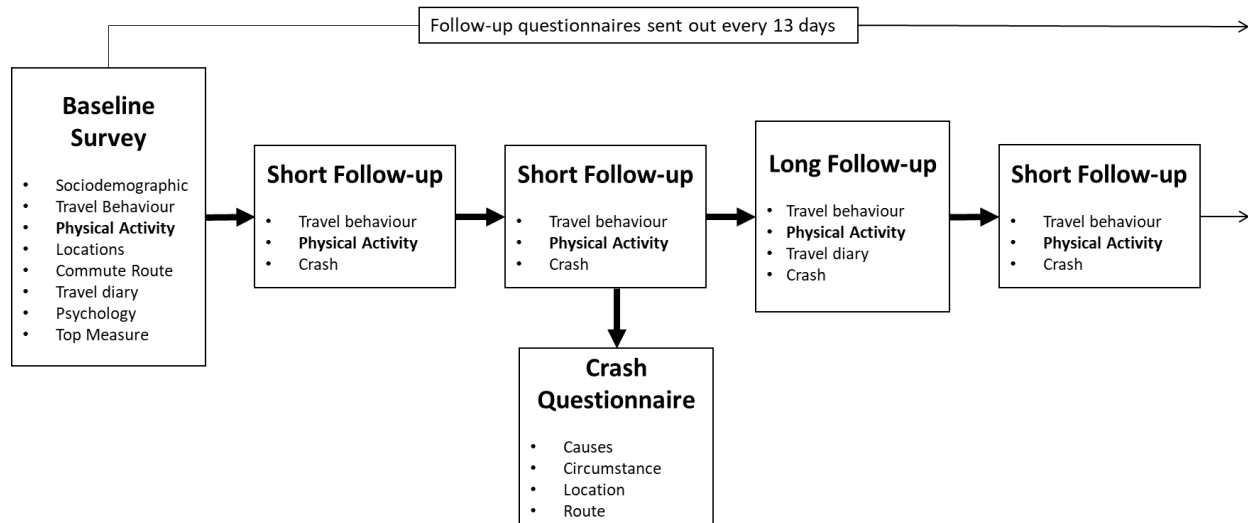 Follow-up questionnaires sent out every 13 days
Baseline
Survey
• Sociodemographic
• Travel Behaviour
• Physical Activity
• Locations
• Commute Route
• Travel diary
• Psychology
• Top Measure
Short Follow-up
• Travel behaviour
• Physical Activity
• Crash
Short Follow-up
• Travel behaviour
• Physical Activity
• Crash
Long Follow-up
• Travel behaviour
• Physical Activity
• Travel diary
• Crash
Short Follow-up
• Travel behaviour
• Physical Activity
• Crash
Crash
Questionnaire
• Causes
• Circumstance
• Location
• Route